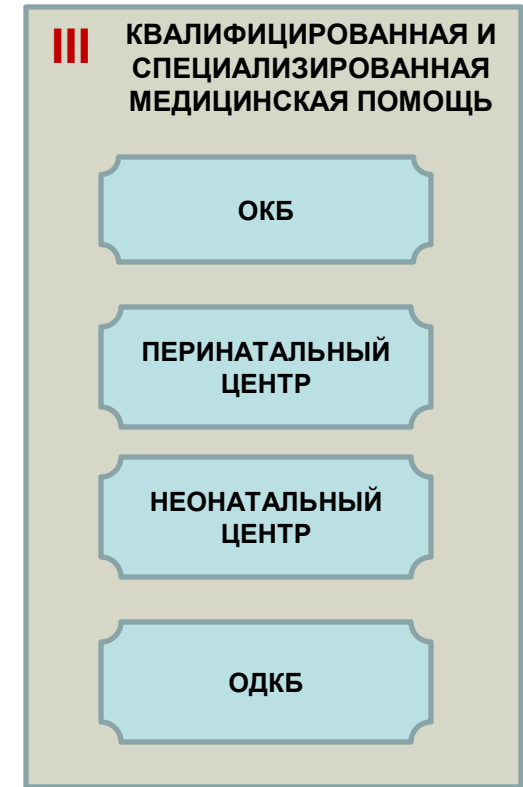 III
КВАЛИФИЦИРОВАННАЯ И
СПЕЦИАЛИЗИРОВАННАЯ
МЕДИЦИНСКАЯ ПОМОЩЬ
ОКБ
ПЕРИНАТАЛЬНЫЙ
ЦЕНТР
НЕОНАТАЛЬНЫЙ
ЦЕНТР
ОДКБ